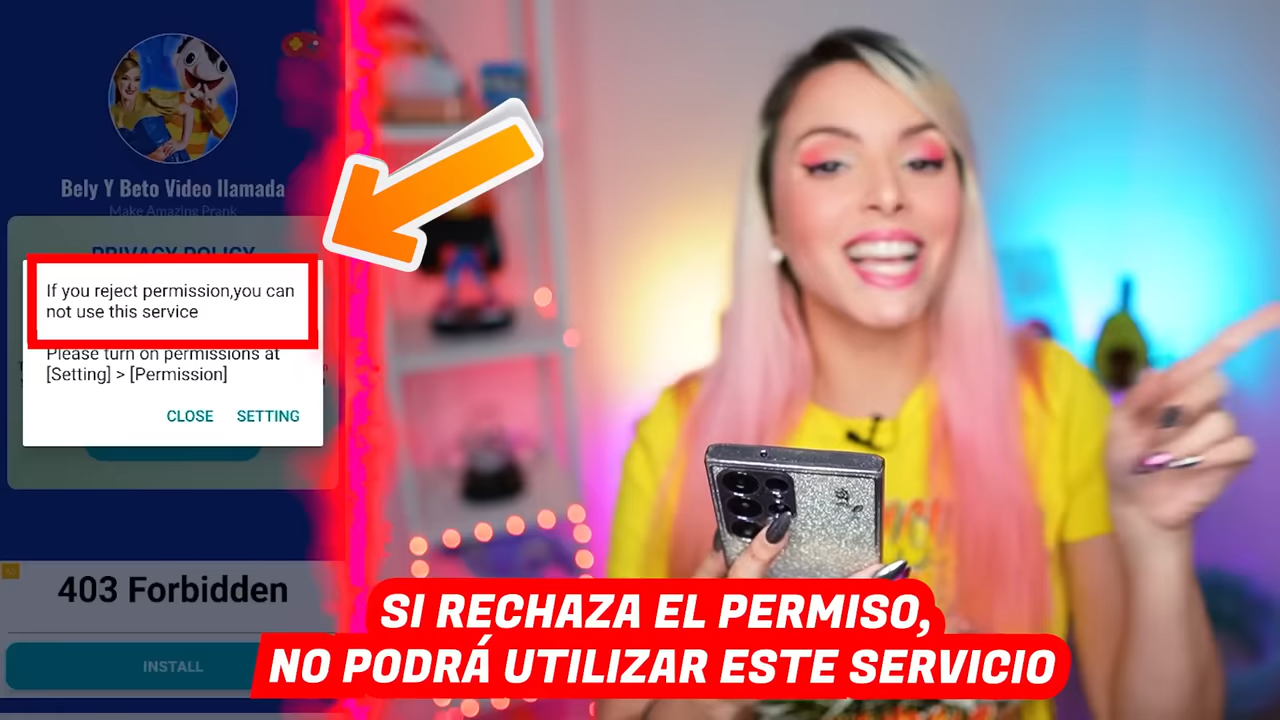 Bely Y Beto Video llamada
Make Amazing Prank
PRIVACY POLICY
If you reject permission,you can
not use this service
Please turn on permissions at
[Setting] > [Permission]
CLOSE SETTING
403 Forbidden
INSTALL
SI RECHAZA EL PERMISO,
NO PODRÁ UTILIZAR ESTE SERVICIO